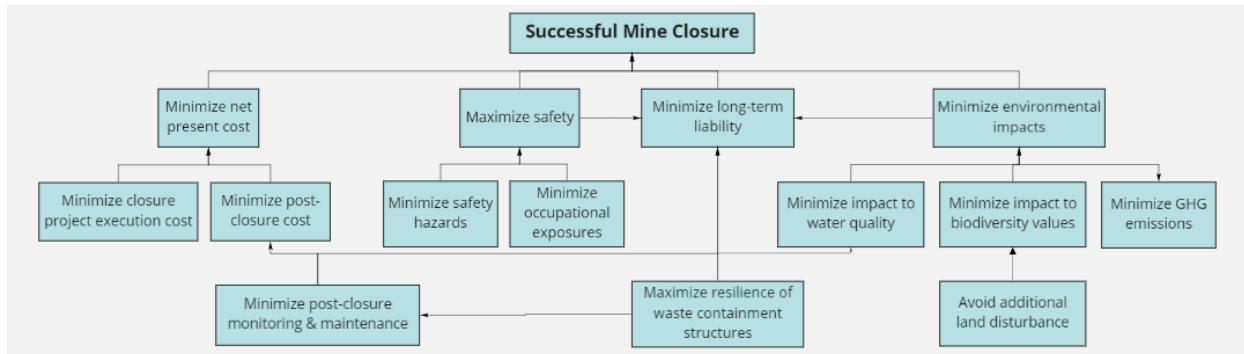 Successful Mine Closure
Minimize net
present cost
Maximize safety
Minimize long-term
liability
Minimize environmental
impacts
Minimize closure
project execution cost
Minimize post-
closure cost
Minimize safety
hazards
Minimize
occupational
exposures
Minimize impact to
water quality
Minimize impact to
biodiversity values
Minimize GHG
emissions
Minimize post-closure
monitoring & maintenance
Maximize resilience of
waste containment
structures
Avoid additional
land disturbance